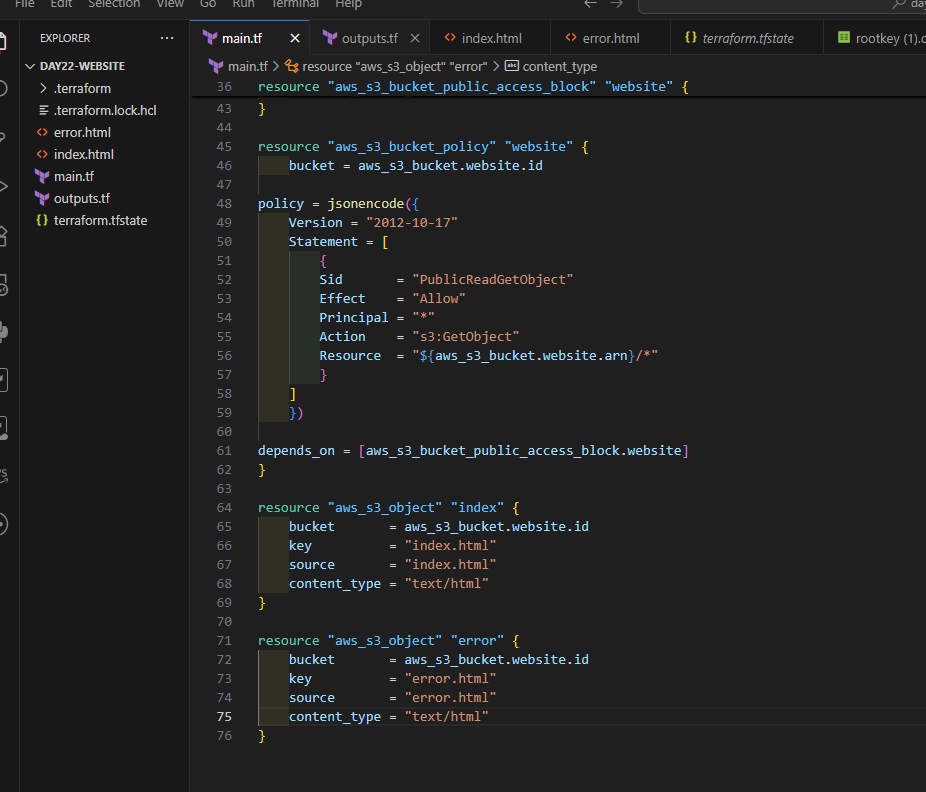 File Edit Selection View Go Run Terminal Help
EXPLORER
main.tf
outputs.tf
index.html
error.html
terraform.tfstate
rootkey (1).c
DAY22-WEBSITE
.terraform
.terraform.lock.hcl
error.html
index.html
main.tf
outputs.tf
terraform.tfstate
main.tf > resource "aws_s3_object" "error" > content_type
36 resource "aws_s3_bucket_public_access_block" "website" {
43 }
44
45 resource "aws_s3_bucket_policy" "website" {
46     bucket = aws_s3_bucket.website.id
47
48 policy = jsonencode({
49     Version = "2012-10-17"
50     Statement = [
51         {
52         Sid       = "PublicReadGetObject"
53         Effect    = "Allow"
54         Principal = "*"
55         Action    = "s3:GetObject"
56         Resource  = "${aws_s3_bucket.website.arn}/*"
57         }
58     ]
59     })
60
61 depends_on = [aws_s3_bucket_public_access_block.website]
62 }
63
64 resource "aws_s3_object" "index" {
65     bucket       = aws_s3_bucket.website.id
66     key          = "index.html"
67     source       = "index.html"
68     content_type = "text/html"
69 }
70
71 resource "aws_s3_object" "error" {
72     bucket       = aws_s3_bucket.website.id
73     key          = "error.html"
74     source       = "error.html"
75     content_type = "text/html"
76 }